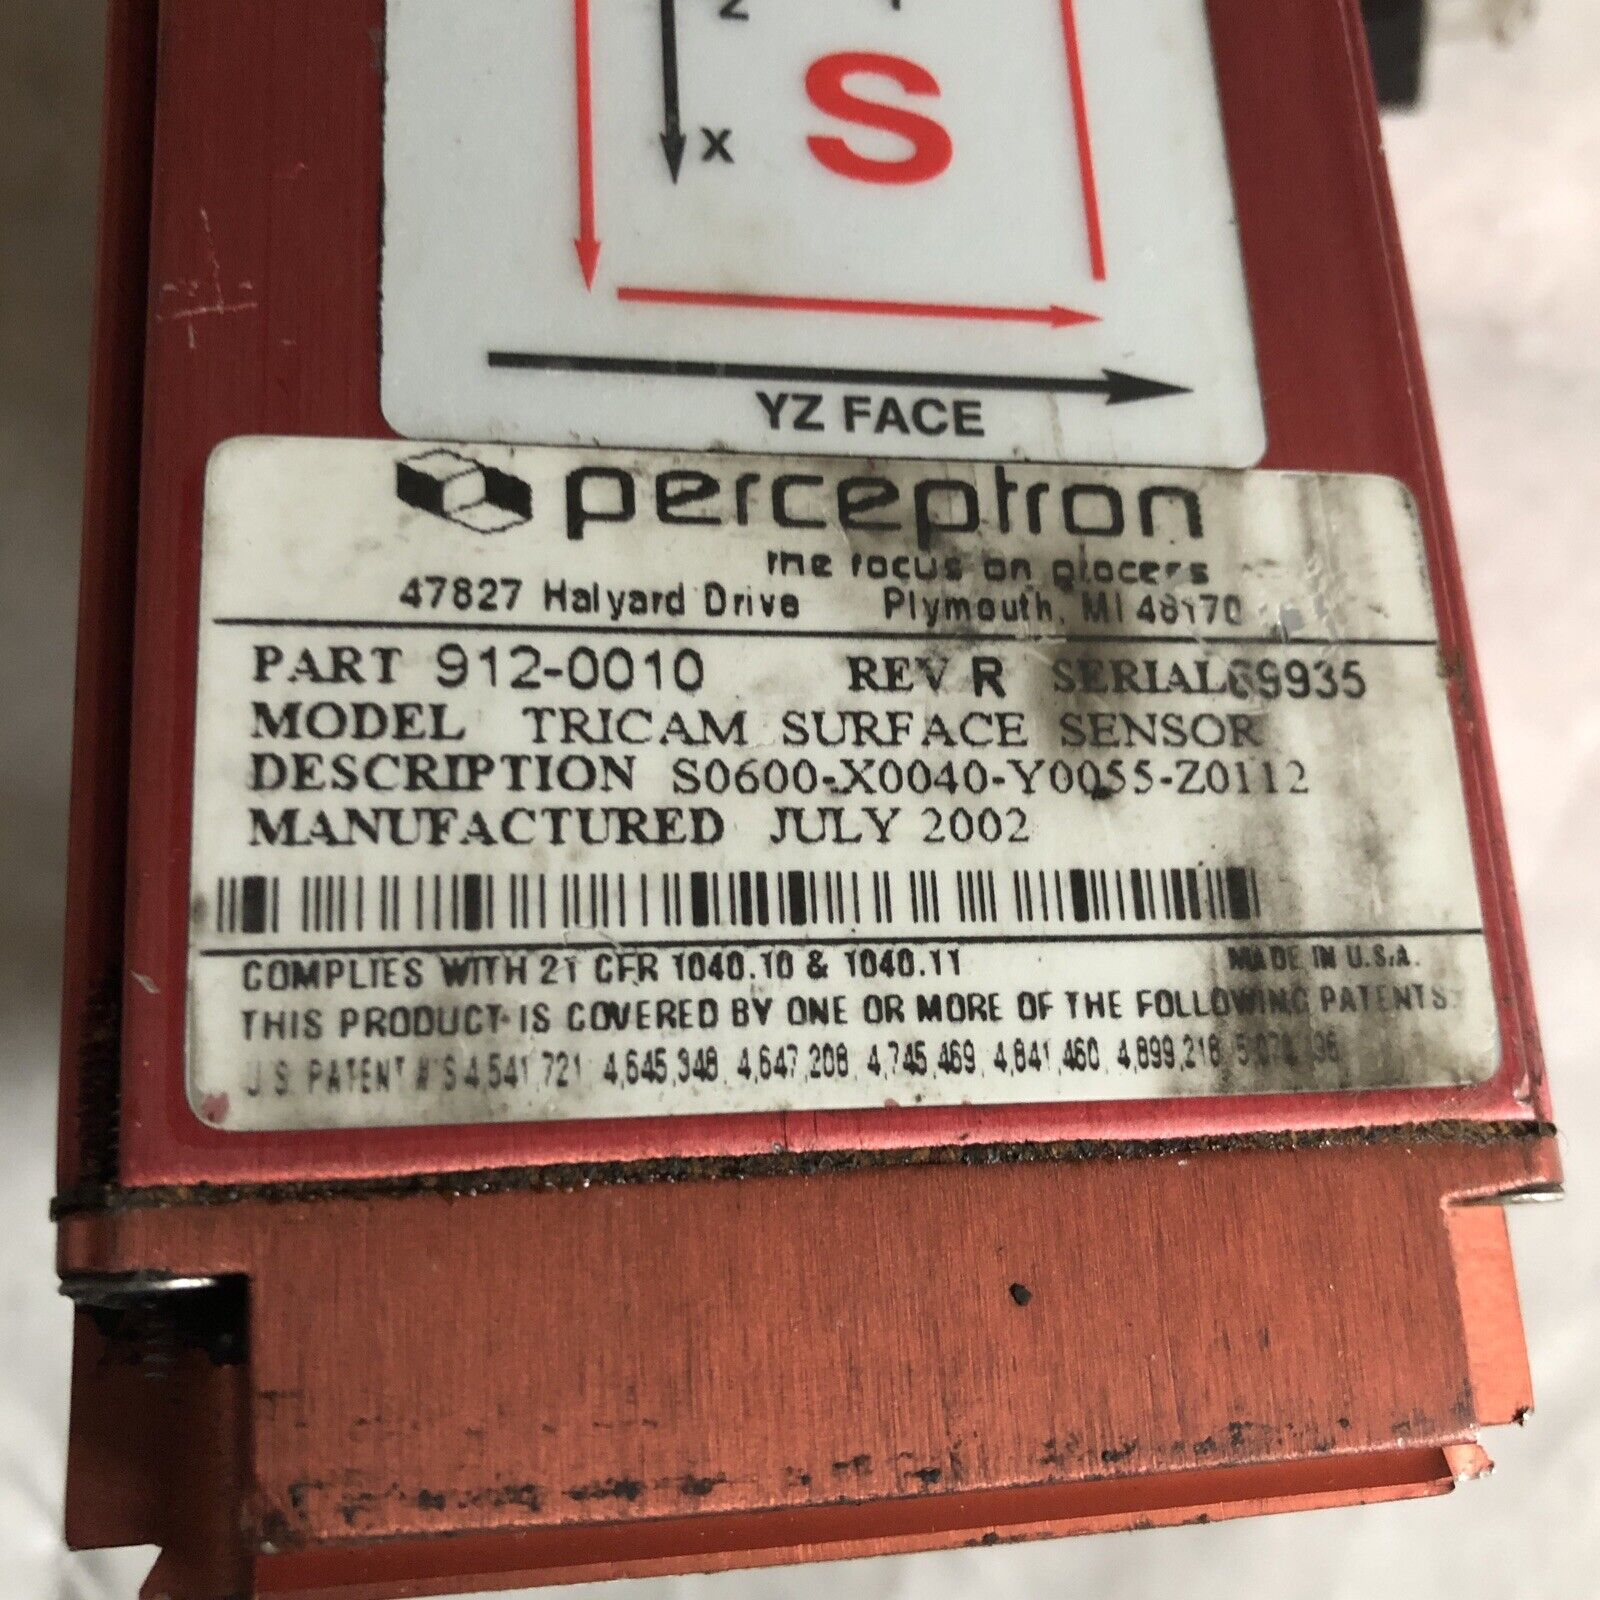 Z Y
X
S
YZ FACE
perceptron
the focus on process
47827 Halyard Drive Plymouth, MI 48170
PART 912-0010 REV R SERIAL 69935
MODEL TRICAM SURFACE SENSOR
DESCRIPTION S0600-X0040-Y0055-Z0112
MANUFACTURED JULY 2002
COMPLIES WITH 21 CFR 1040.10 & 1040.11 MADE IN U.S.A.
THIS PRODUCT IS COVERED BY ONE OR MORE OF THE FOLLOWING PATENTS:
U.S. PATENT #'S 4,541,721, 4,645,348, 4,647,208, 4,745,469, 4,841,460, 4,899,218